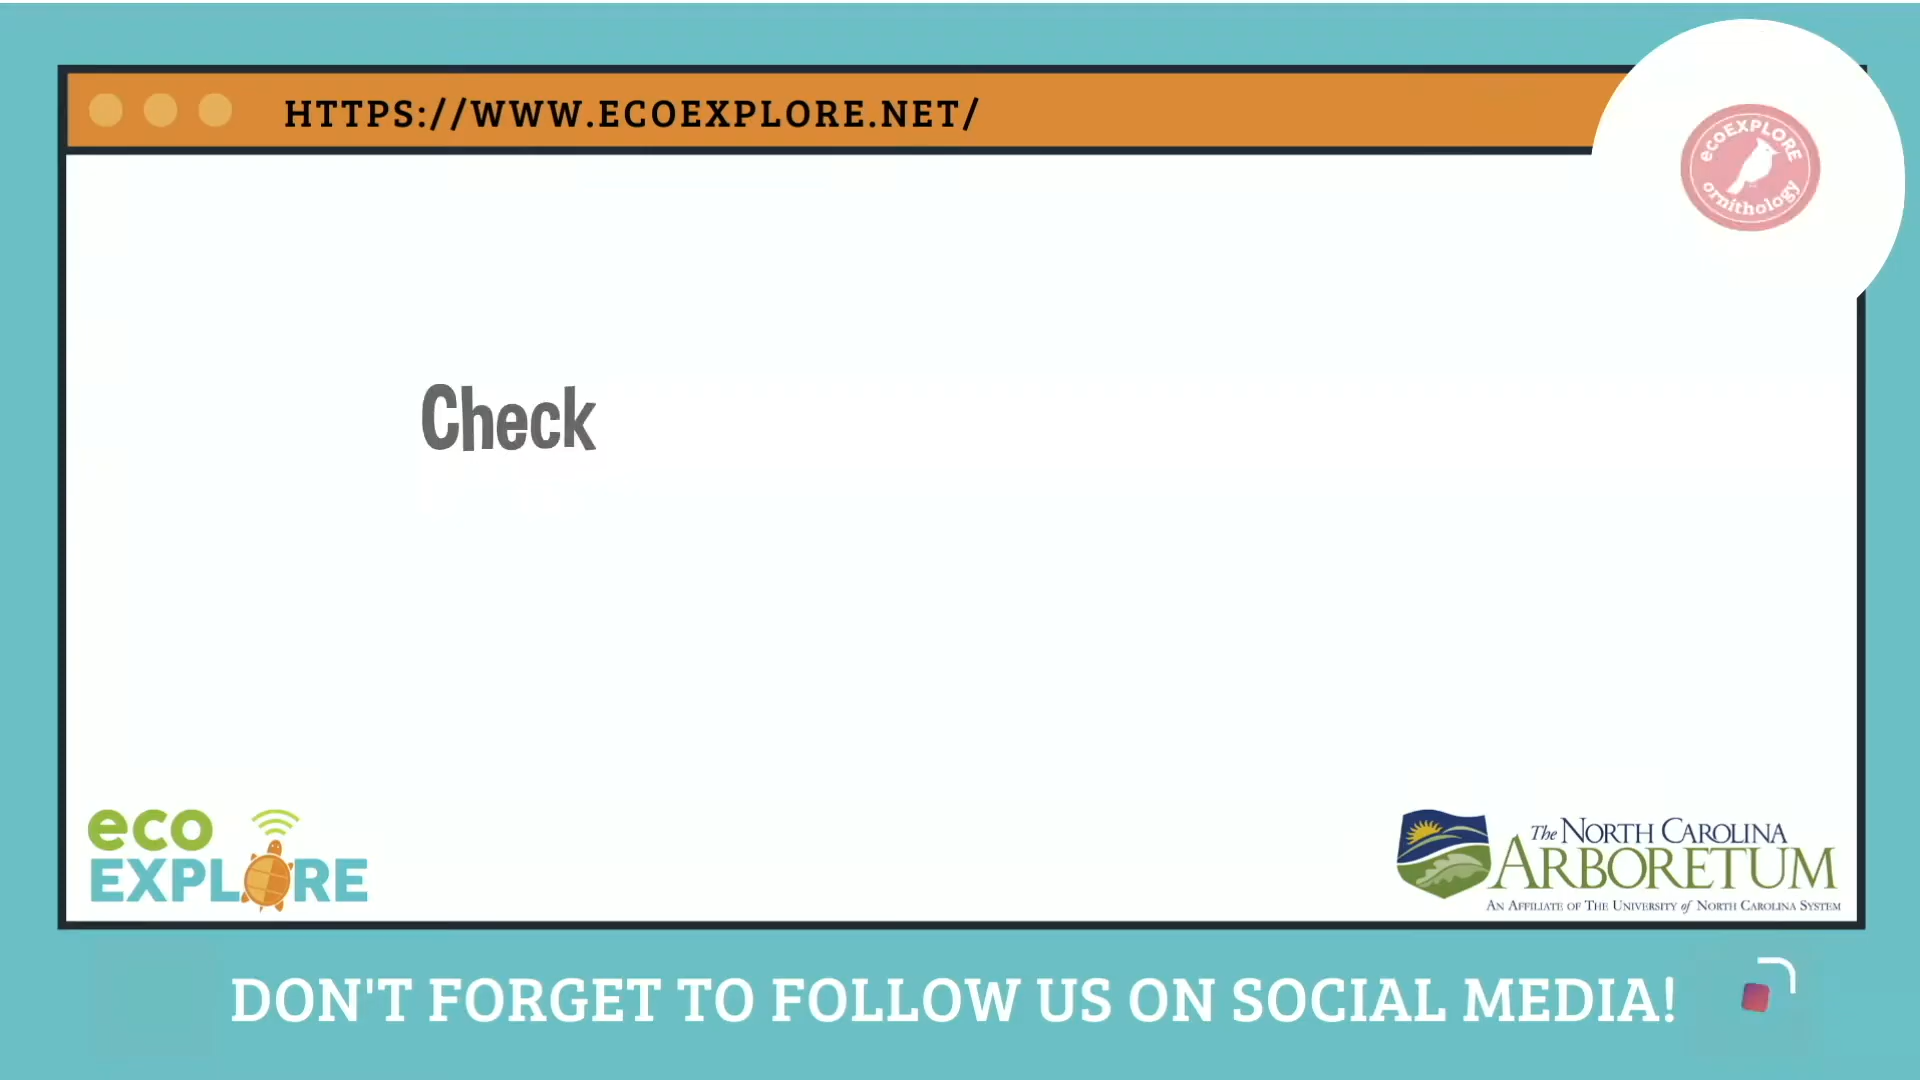 HTTPS://WWW.ECOEXPLORE.NET/
ecoEXPLORE
ornithology
Check
eco
EXPLORE
The NORTH CAROLINA
ARBORETUM
AN AFFILIATE OF THE UNIVERSITY of NORTH CAROLINA SYSTEM
DON'T FORGET TO FOLLOW US ON SOCIAL MEDIA!